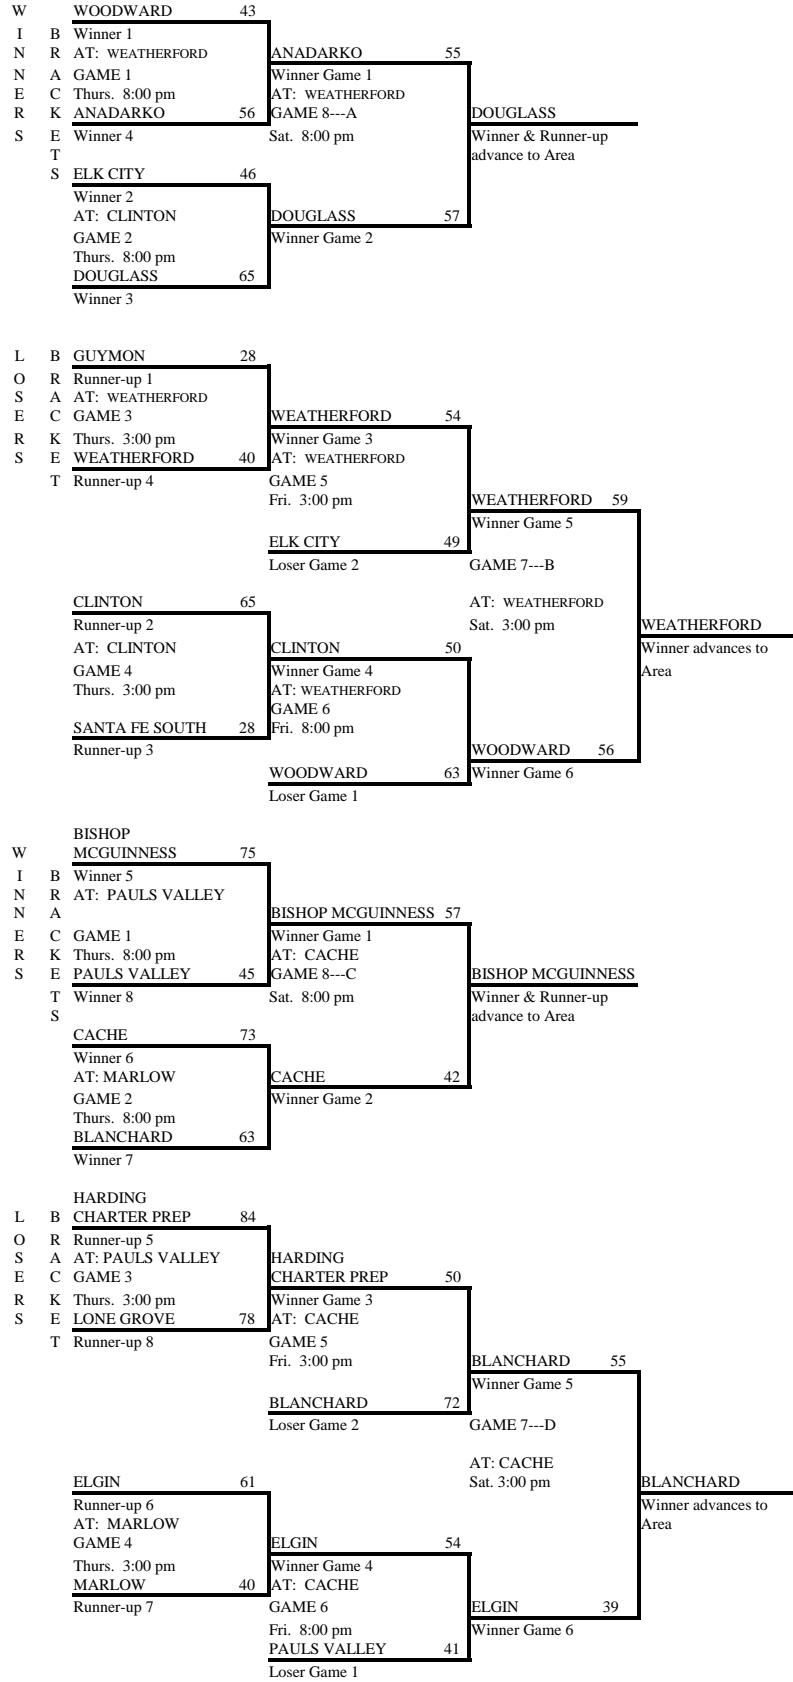 W WOODWARD 43
I B Winner 1
N R AT: WEATHERFORD ANADARKO 55
N A GAME 1 Winner Game 1
E C Thurs. 8:00 pm AT: WEATHERFORD
R K ANADARKO 56 GAME 8---A DOUGLASS
S E Winner 4 Sat. 8:00 pm Winner & Runner-up
T advance to Area
S ELK CITY 46
Winner 2
AT: CLINTON DOUGLASS 57
GAME 2 Winner Game 2
Thurs. 8:00 pm
DOUGLASS 65
Winner 3
L B GUYMON 28
O R Runner-up 1
S A AT: WEATHERFORD
E C GAME 3 WEATHERFORD 54
R K Thurs. 3:00 pm Winner Game 3
S E WEATHERFORD 40 AT: WEATHERFORD
T Runner-up 4 GAME 5
Fri. 3:00 pm WEATHERFORD 59
Winner Game 5
ELK CITY 49
Loser Game 2 GAME 7---B
CLINTON 65 AT: WEATHERFORD
Runner-up 2 Sat. 3:00 pm WEATHERFORD
AT: CLINTON CLINTON 50 Winner advances to
GAME 4 Winner Game 4 Area
Thurs. 3:00 pm AT: WEATHERFORD
GAME 6
SANTA FE SOUTH 28 Fri. 8:00 pm
Runner-up 3 WOODWARD 56
WOODWARD 63 Winner Game 6
Loser Game 1
BISHOP
W MCGUINNESS 75
I B Winner 5
N R AT: PAULS VALLEY
N A BISHOP MCGUINNESS 57
E C GAME 1 Winner Game 1
R K Thurs. 8:00 pm AT: CACHE
S E PAULS VALLEY 45 GAME 8---C BISHOP MCGUINNESS
T Winner 8 Sat. 8:00 pm Winner & Runner-up
S advance to Area
CACHE 73
Winner 6
AT: MARLOW CACHE 42
GAME 2 Winner Game 2
Thurs. 8:00 pm
BLANCHARD 63
Winner 7
HARDING
L B CHARTER PREP 84
O R Runner-up 5
S A AT: PAULS VALLEY HARDING
E C GAME 3 CHARTER PREP 50
R K Thurs. 3:00 pm Winner Game 3
S E LONE GROVE 78 AT: CACHE
T Runner-up 8 GAME 5
Fri. 3:00 pm BLANCHARD 55
Winner Game 5
BLANCHARD 72
Loser Game 2 GAME 7---D
AT: CACHE
ELGIN 61 Sat. 3:00 pm BLANCHARD
Runner-up 6 Winner advances to
AT: MARLOW Area
GAME 4 ELGIN 54
Thurs. 3:00 pm Winner Game 4
MARLOW 40 AT: CACHE
Runner-up 7 GAME 6 ELGIN 39
Fri. 8:00 pm Winner Game 6
PAULS VALLEY 41
Loser Game 1